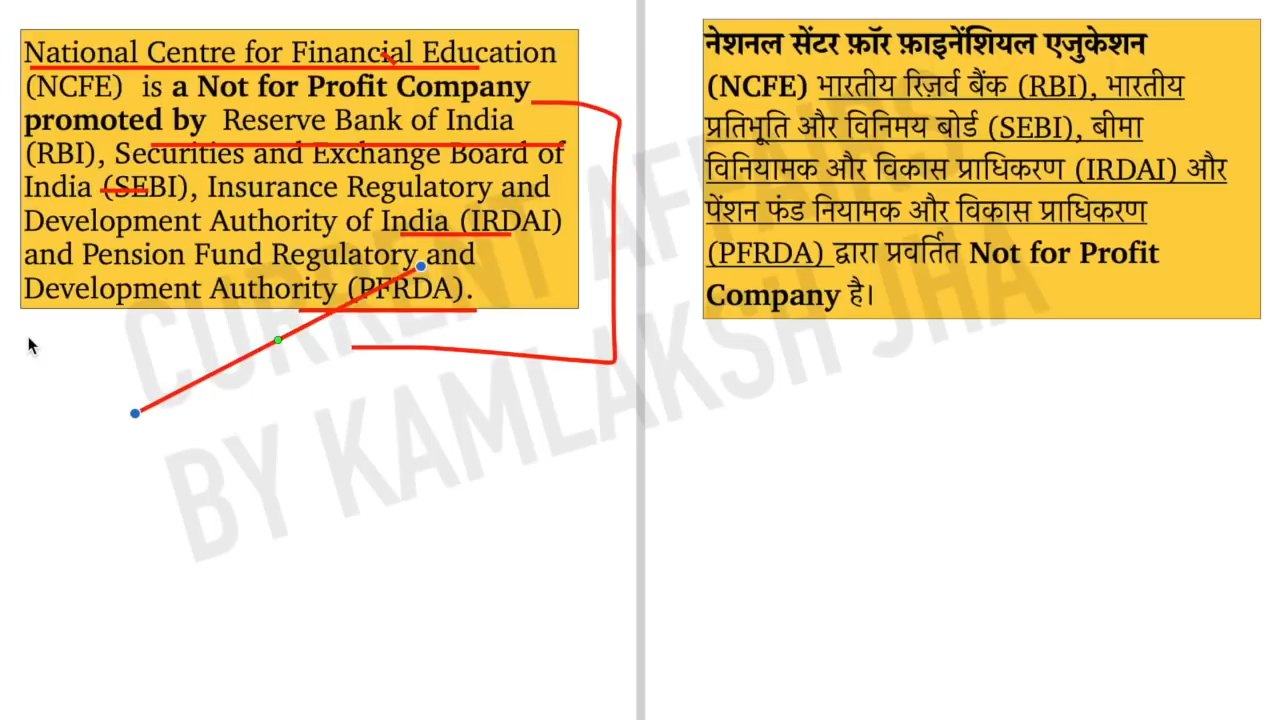 National Centre for Financial Education
(NCFE) is a Not for Profit Company
promoted by Reserve Bank of India
(RBI), Securities and Exchange Board of
India (SEBI), Insurance Regulatory and
Development Authority of India (IRDAI)
and Pension Fund Regulatory and
Development Authority (PFRDA).
नेशनल सेंटर फ़ॉर फ़ाइनेंशियल एजुकेशन
(NCFE) भारतीय रिज़र्व बैंक (RBI), भारतीय
प्रतिभूति और विनिमय बोर्ड (SEBI), बीमा
विनियामक और विकास प्राधिकरण (IRDAI) और
पेंशन फंड नियामक और विकास प्राधिकरण
(PFRDA) द्वारा प्रवर्तित Not for Profit
Company है।
CURRENT AFFAIRS
BY KAMLAKSH JHA